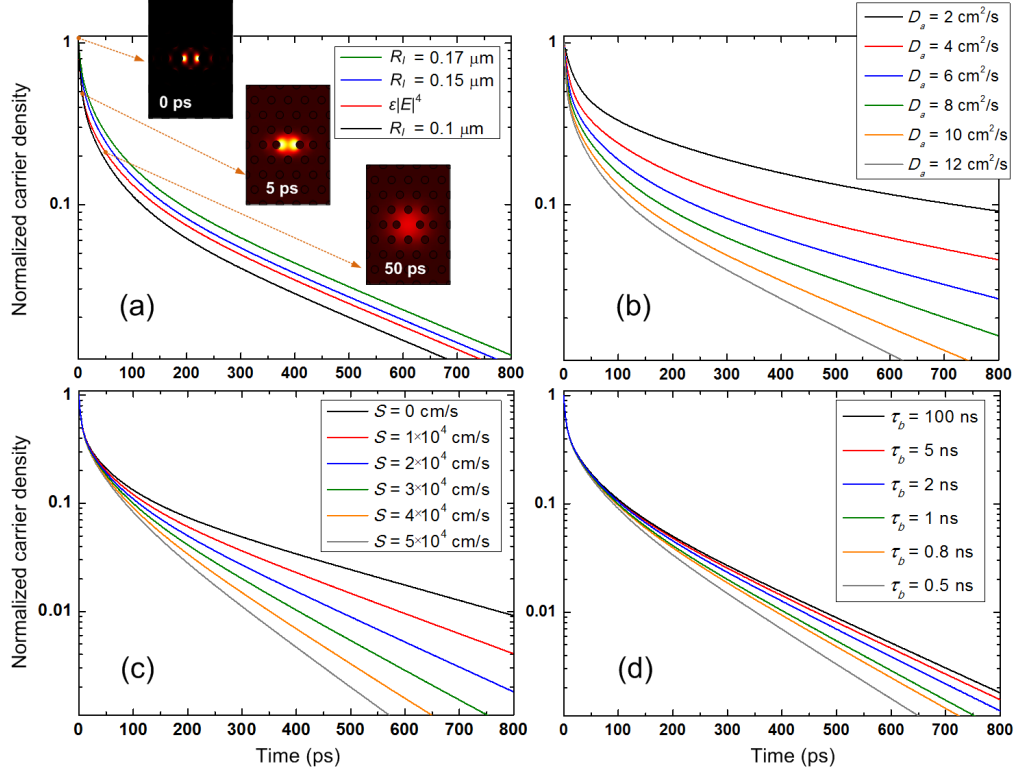 (a)
1
0.1
Normalized carrier density
0 ps
5 ps
50 ps
R_l = 0.17 μm
R_l = 0.15 μm
ε|E|⁴
R_l = 0.1 μm
0 100 200 300 400 500 600 700 800
(b)
1
0.1
D_a = 2 cm²/s
D_a = 4 cm²/s
D_a = 6 cm²/s
D_a = 8 cm²/s
D_a = 10 cm²/s
D_a = 12 cm²/s
0 100 200 300 400 500 600 700 800
(c)
1
0.1
0.01
Normalized carrier density
S = 0 cm/s
S = 1×10⁴ cm/s
S = 2×10⁴ cm/s
S = 3×10⁴ cm/s
S = 4×10⁴ cm/s
S = 5×10⁴ cm/s
0 100 200 300 400 500 600 700 800
Time (ps)
(d)
1
0.1
0.01
τ_b = 100 ns
τ_b = 5 ns
τ_b = 2 ns
τ_b = 1 ns
τ_b = 0.8 ns
τ_b = 0.5 ns
0 100 200 300 400 500 600 700 800
Time (ps)